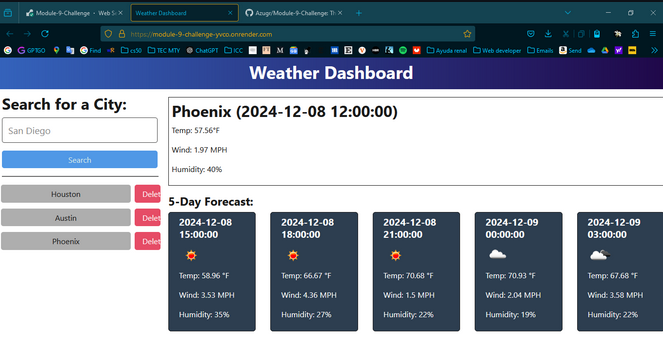 Module-9-Challenge
Web S
Weather Dashboard
Azugr/Module-9-Challenge: Th
https://module-9-challenge-yvco.onrender.com
GPTGO
Find
cs50
TEC MTY
ChatGPT
ICC
Ayuda renal
Web developer
Emails
Send
Weather Dashboard
Search for a City:
San Diego
Search
Houston
Delet
Austin
Delet
Phoenix
Delet
Phoenix (2024-12-08 12:00:00)
Temp: 57.56°F
Wind: 1.97 MPH
Humidity: 40%
5-Day Forecast:
2024-12-08
15:00:00
Temp: 58.96 °F
Wind: 3.53 MPH
Humidity: 35%
2024-12-08
18:00:00
Temp: 66.67 °F
Wind: 4.36 MPH
Humidity: 27%
2024-12-08
21:00:00
Temp: 70.68 °F
Wind: 1.5 MPH
Humidity: 22%
2024-12-09
00:00:00
Temp: 70.93 °F
Wind: 2.04 MPH
Humidity: 19%
2024-12-09
03:00:00
Temp: 67.68 °F
Wind: 3.58 MPH
Humidity: 22%